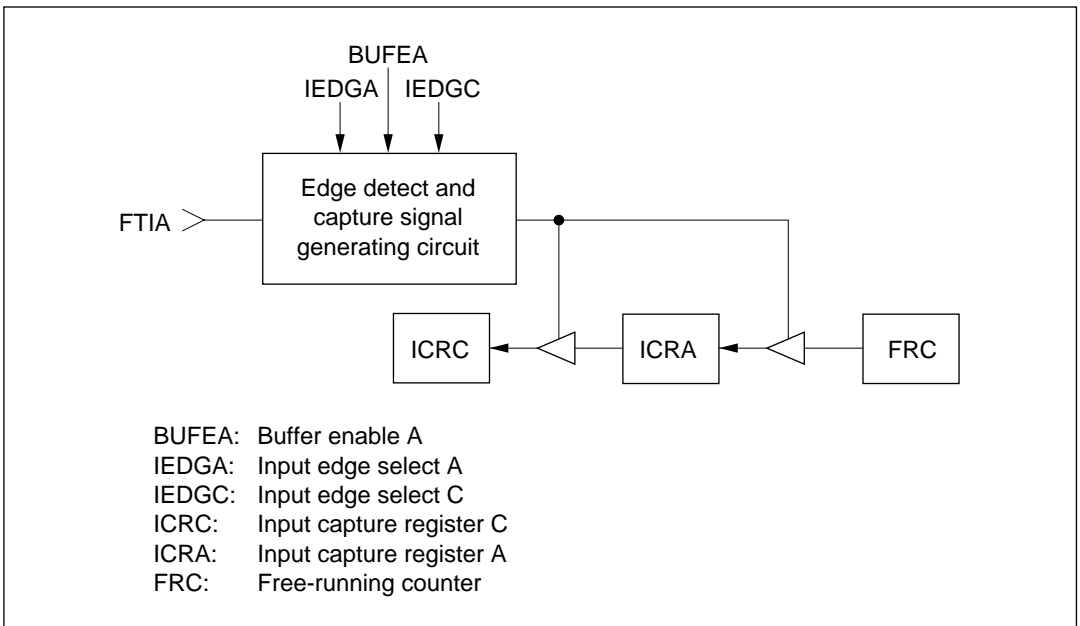 BUFEA
IEDGA IEDGC
Edge detect and
capture signal
generating circuit
FTIA
ICRC ICRA FRC
BUFEA: Buffer enable A
IEDGA: Input edge select A
IEDGC: Input edge select C
ICRC: Input capture register C
ICRA: Input capture register A
FRC: Free-running counter